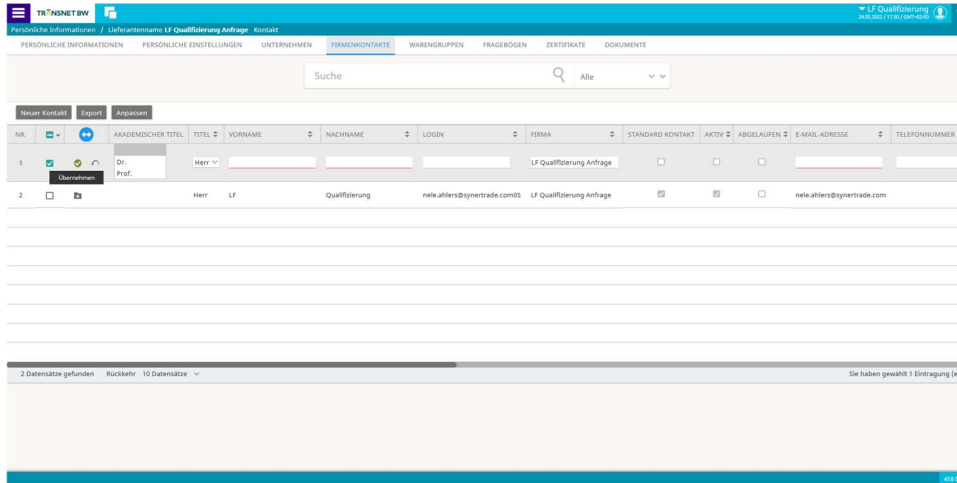 TRANSNET BW
LF Qualifizierung
24.05.2022 / 17:50 / GMT+02:00
Persönliche Informationen / Lieferantenname LF Qualifizierung Anfrage Kontakt
PERSÖNLICHE INFORMATIONEN PERSÖNLICHE EINSTELLUNGEN UNTERNEHMEN FIRMENKONTAKTE WARENGRUPPEN FRAGEBÖGEN ZERTIFIKATE DOKUMENTE
Suche Alle
Neuer Kontakt Export Anpassen
NR. AKADEMISCHER TITEL TITEL VORNAME NACHNAME LOGIN FIRMA STANDARD KONTAKT AKTIV ABGELAUFEN E-MAIL-ADRESSE TELEFONNUMMER
1 Dr. Herr LF Qualifizierung Anfrage
Prof.
Übernehmen
2 Herr LF Qualifizierung nele.ahlers@synertrade.com05 LF Qualifizierung Anfrage nele.ahlers@synertrade.com
2 Datensätze gefunden Rückkehr 10 Datensätze Sie haben gewählt 1 Eintragung (e
418